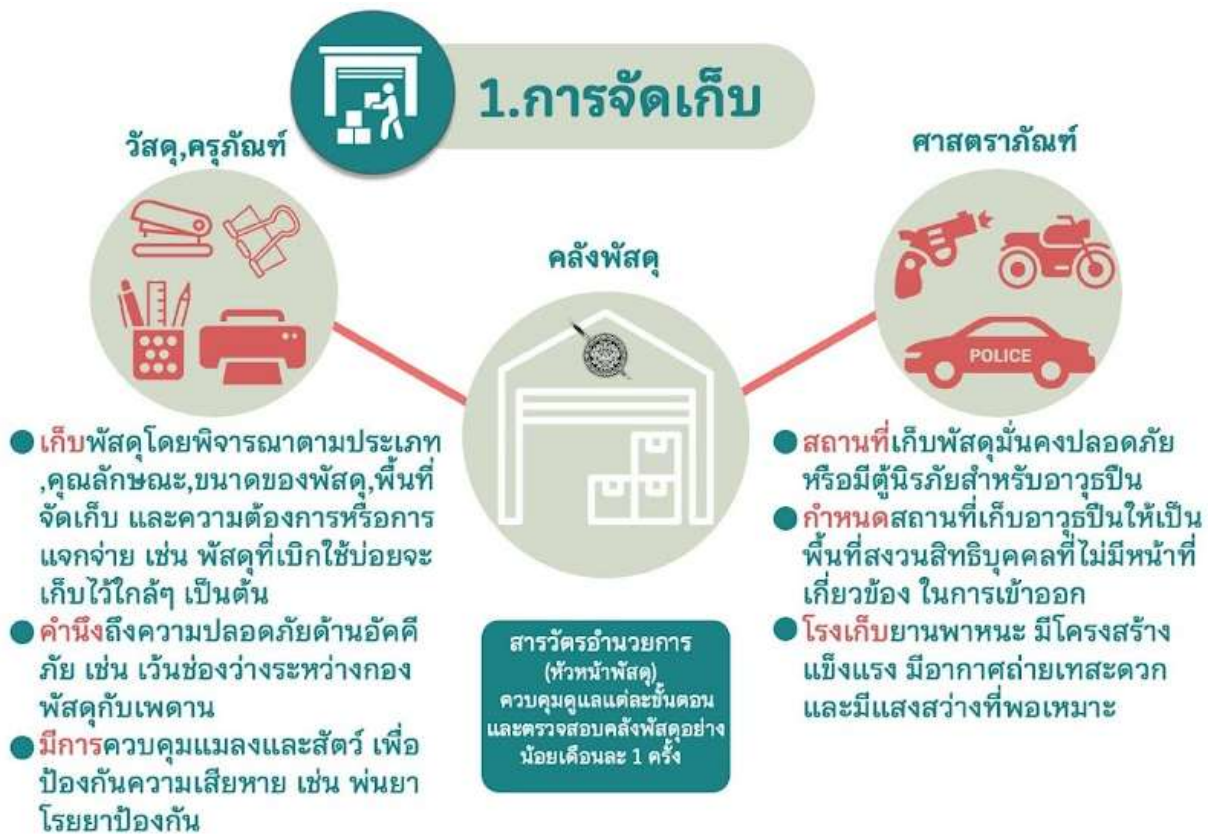 1.การจัดเก็บ
วัสดุ,ครุภัณฑ์
ศาสตราภัณฑ์
คลังพัสดุ
POLICE
● เก็บพัสดุโดยพิจารณาตามประเภท
,คุณลักษณะ,ขนาดของพัสดุ,พื้นที่
จัดเก็บ และความต้องการหรือการ
แจกจ่าย เช่น พัสดุที่เบิกใช้บ่อยจะ
เก็บไว้ใกล้ๆ เป็นต้น
● คำนึงถึงความปลอดภัยด้านอัคคี
ภัย เช่น เว้นช่องว่างระหว่างกอง
พัสดุกับเพดาน
● มีการควบคุมแมลงและสัตว์ เพื่อ
ป้องกันความเสียหาย เช่น พ่นยา
โรยยาป้องกัน
สารวัตรอำนวยการ
(หัวหน้าพัสดุ)
ควบคุมดูแลแต่ละขั้นตอน
และตรวจสอบคลังพัสดุอย่าง
น้อยเดือนละ 1 ครั้ง
● สถานที่เก็บพัสดุมั่นคงปลอดภัย
หรือมีตู้นิรภัยสำหรับอาวุธปืน
● กำหนดสถานที่เก็บอาวุธปืนให้เป็น
พื้นที่สงวนสิทธิบุคคลที่ไม่มีหน้าที่
เกี่ยวข้อง ในการเข้าออก
● โรงเก็บยานพาหนะ มีโครงสร้าง
แข็งแรง มีอากาศถ่ายเทสะดวก
และมีแสงสว่างที่พอเหมาะ